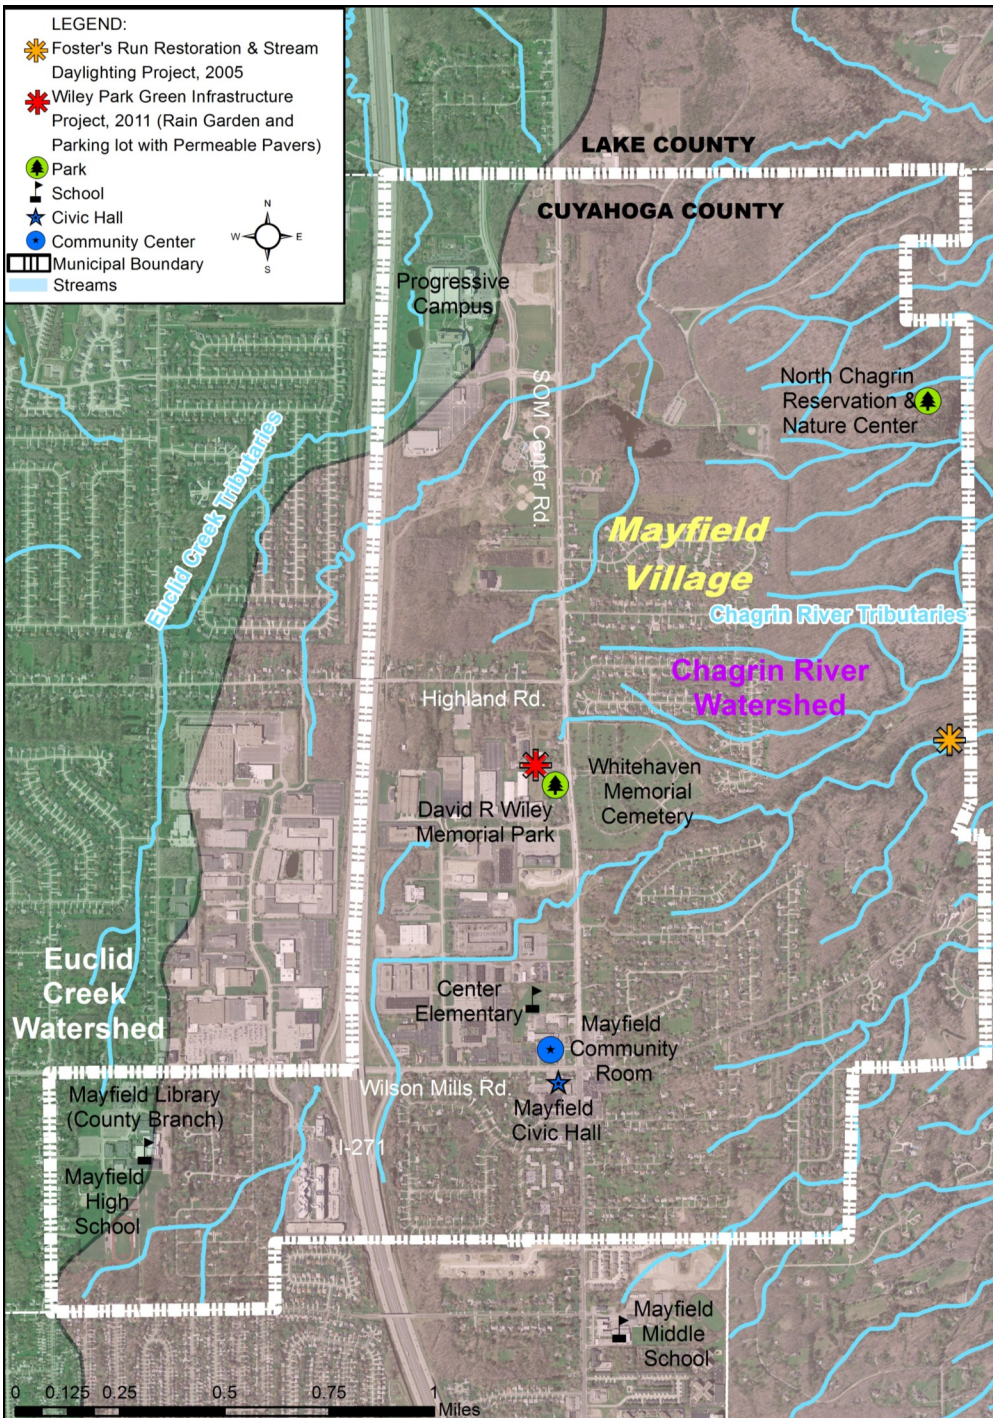 LEGEND:
Foster's Run Restoration & Stream
Daylighting Project, 2005
Wiley Park Green Infrastructure
Project, 2011 (Rain Garden and
Parking lot with Permeable Pavers)
Park
School
Civic Hall
Community Center
Municipal Boundary
Streams
N
W
E
S
LAKE COUNTY
CUYAHOGA COUNTY
Progressive
Campus
SOM Center Rd.
North Chagrin
Reservation &
Nature Center
Euclid Creek Tributaries
Mayfield
Village
Chagrin River Tributaries
Chagrin River
Watershed
Highland Rd.
Whitehaven
Memorial
Cemetery
David R Wiley
Memorial Park
Euclid
Creek
Watershed
Center
Elementary
Mayfield
Community
Room
Wilson Mills Rd.
Mayfield
Civic Hall
Mayfield Library
(County Branch)
I-271
Mayfield
High
School
Mayfield
Middle
School
0 0.125 0.25 0.5 0.75 1
Miles